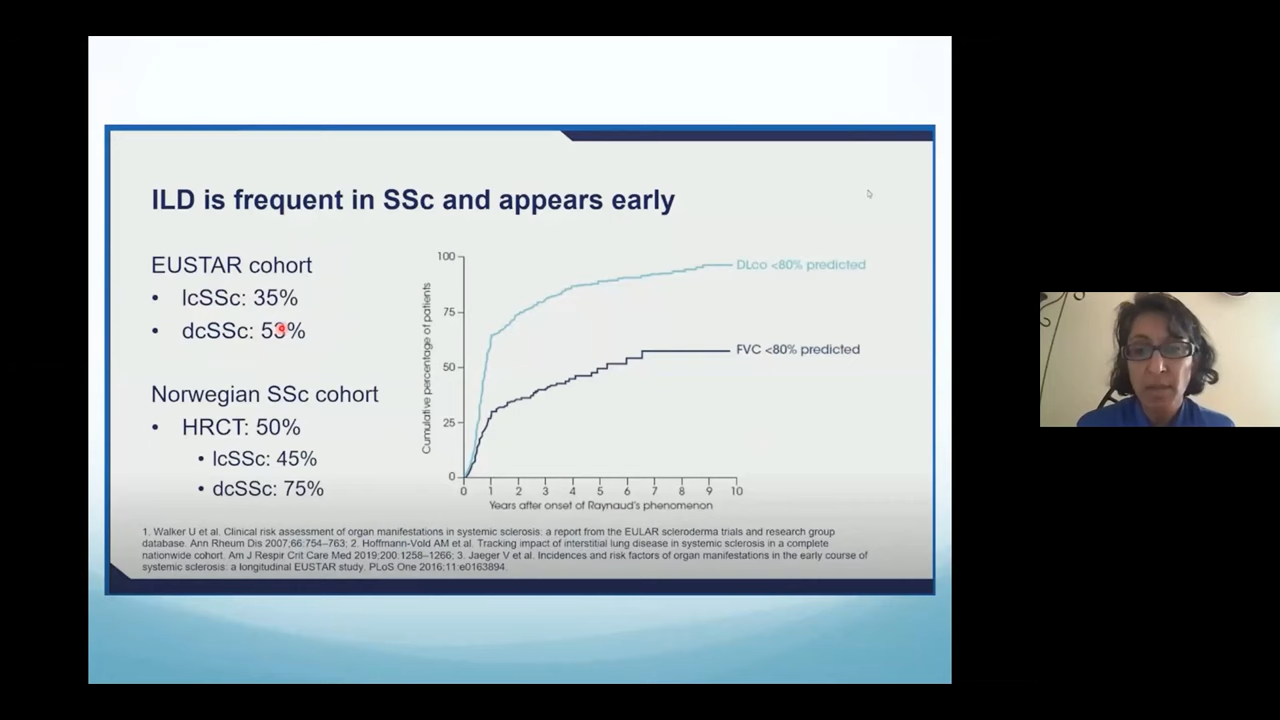 ILD is frequent in SSc and appears early
EUSTAR cohort
• lcSSc: 35%
• dcSSc: 53%
Norwegian SSc cohort
• HRCT: 50%
• lcSSc: 45%
• dcSSc: 75%
Cumulative percentage of patients
100
75
50
25
0
0 1 2 3 4 5 6 7 8 9 10
Years after onset of Raynaud's phenomenon
DLco <80% predicted
FVC <80% predicted
1. Walker U et al. Clinical risk assessment of organ manifestations in systemic sclerosis: a report from the EULAR scleroderma trials and research group
database. Ann Rheum Dis 2007;66:754–763; 2. Hoffmann-Vold AM et al. Tracking impact of interstitial lung disease in systemic sclerosis in a complete
nationwide cohort. Am J Respir Crit Care Med 2019;200:1258–1266; 3. Jaeger V et al. Incidences and risk factors of organ manifestations in the early course of
systemic sclerosis: a longitudinal EUSTAR study. PLoS One 2016;11:e0163894.